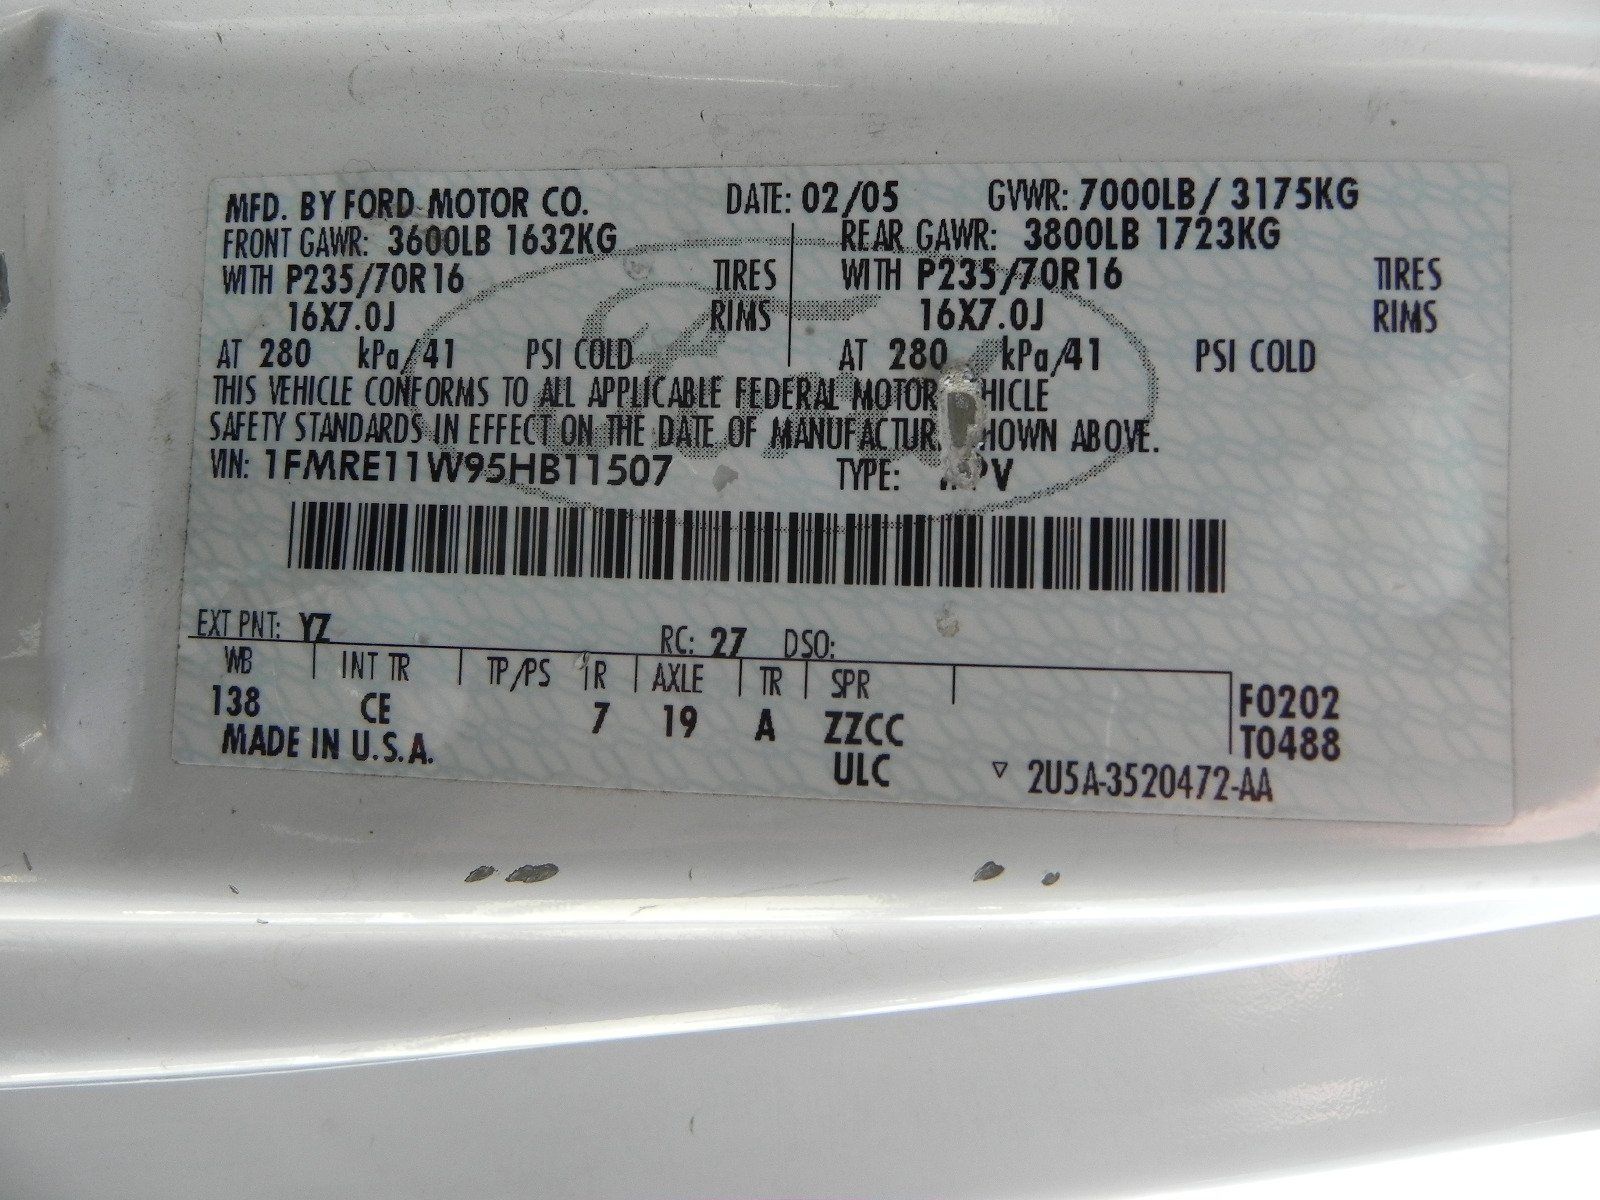 MFD. BY FORD MOTOR CO. DATE: 02/05 GVWR: 7000LB / 3175KG
FRONT GAWR: 3600LB 1632KG REAR GAWR: 3800LB 1723KG
WITH P235/70R16 TIRES WITH P235/70R16 TIRES
16X7.0J RIMS 16X7.0J RIMS
AT 280 kPa/41 PSI COLD AT 280 kPa/41 PSI COLD
THIS VEHICLE CONFORMS TO ALL APPLICABLE FEDERAL MOTOR
SAFETY STANDARDS IN EFFECT ON THE DATE OF ABOVE.
VIN: 1FMRE11W95HB11507 TYPE:
EXT PNT: YZ RC: 27 DSO:
WB INT TR TP/PS R AXLE TR SPR
138 CE 7 19 A ZZCC F0202
MADE IN U.S.A. ULC T0488
▽ 2U5A-3520472-AA